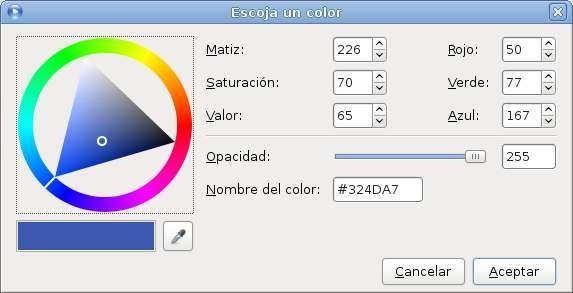 Escoja un color
Matiz: 226 Rojo: 50
Saturación: 70 Verde: 77
Valor: 65 Azul: 167
Opacidad: 255
Nombre del color: #324DA7
Cancelar Aceptar